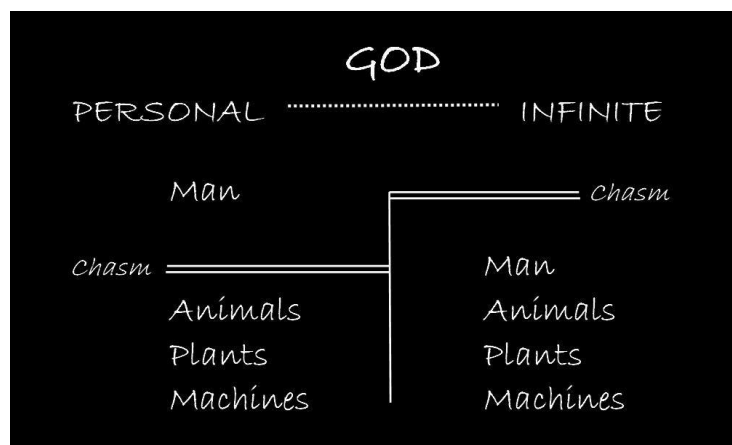 GOD
PERSONAL INFINITE
Man Chasm
Chasm Man
Animals Animals
Plants Plants
Machines Machines